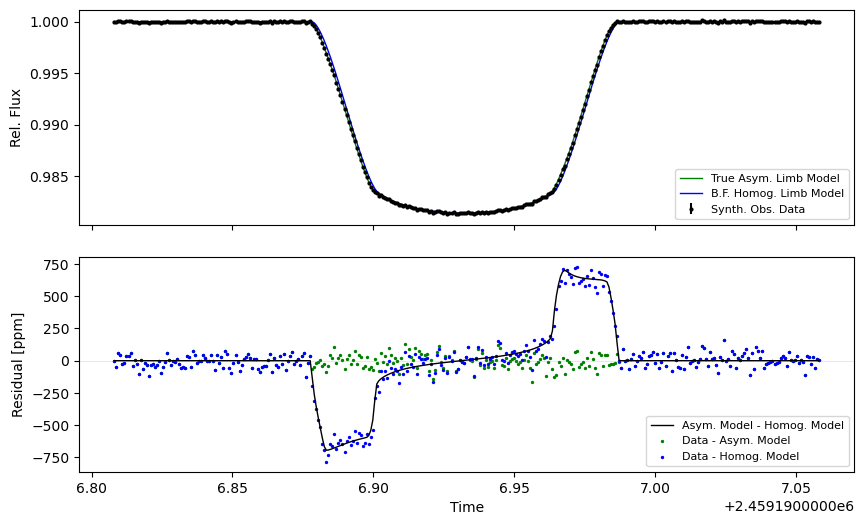 1.000
0.995
0.990
0.985
Rel. Flux
True Asym. Limb Model
B.F. Homog. Limb Model
Synth. Obs. Data
750
500
250
0
−250
−500
−750
Residual [ppm]
Asym. Model - Homog. Model
Data - Asym. Model
Data - Homog. Model
6.80 6.85 6.90 6.95 7.00 7.05
Time
+2.4591900000e6